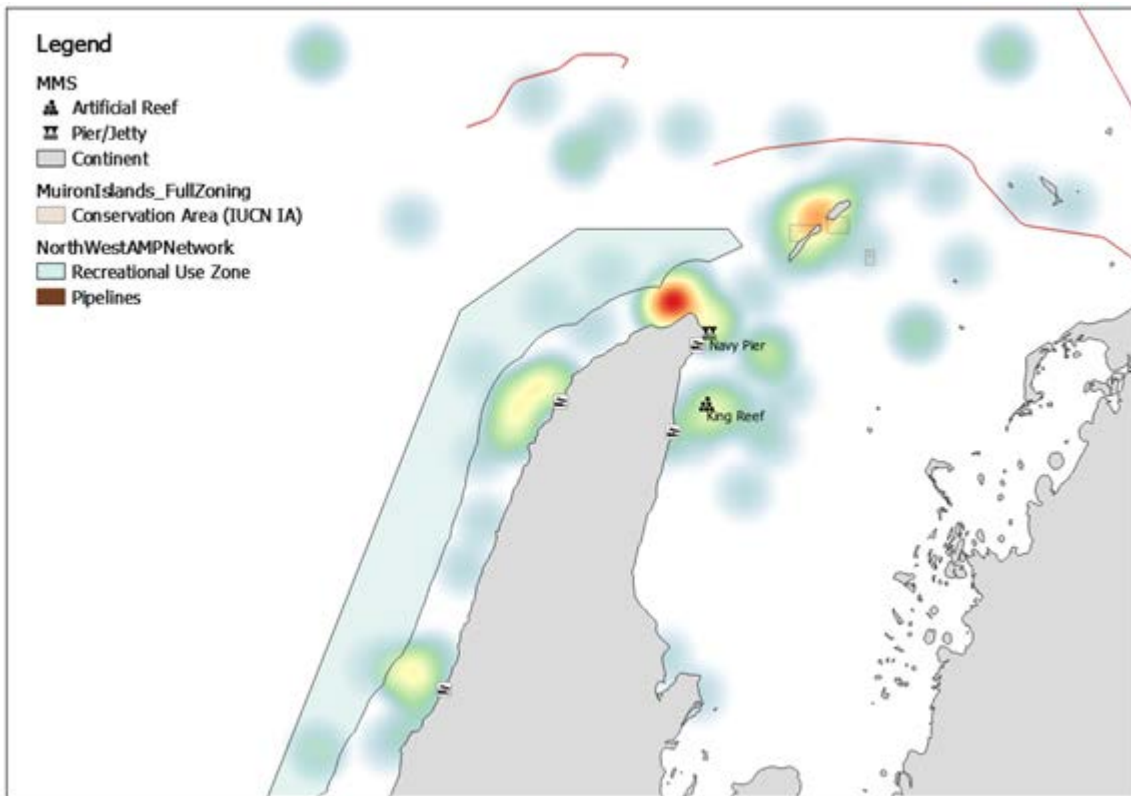 Legend
MMS
Artificial Reef
Pier/Jetty
Continent
MuironIslands_FullZoning
Conservation Area (IUCN IA)
NorthWestAMPNetwork
Recreational Use Zone
Pipelines
Navy Pier
King Reef